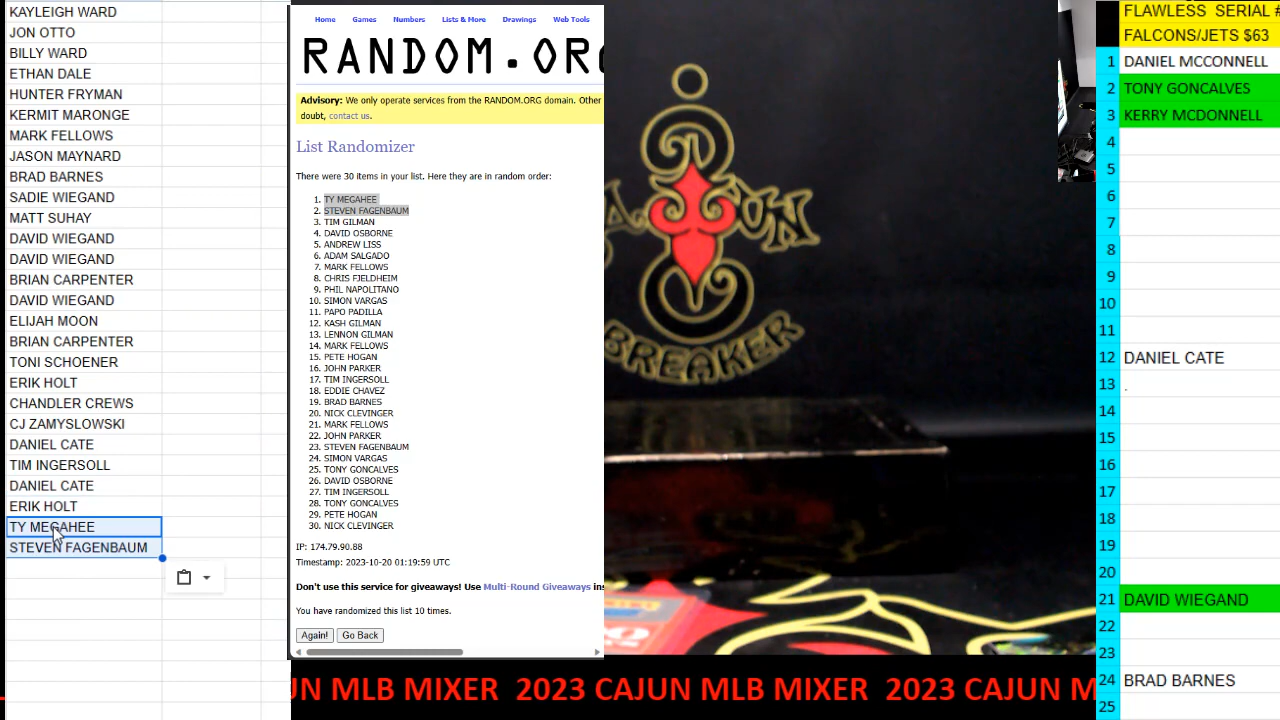 KAYLEIGH WARD
JON OTTO
BILLY WARD
ETHAN DALE
HUNTER FRYMAN
KERMIT MARONGE
MARK FELLOWS
JASON MAYNARD
BRAD BARNES
SADIE WIEGAND
MATT SUHAY
DAVID WIEGAND
DAVID WIEGAND
BRIAN CARPENTER
DAVID WIEGAND
ELIJAH MOON
BRIAN CARPENTER
TONI SCHOENER
ERIK HOLT
CHANDLER CREWS
CJ ZAMYSLOWSKI
DANIEL CATE
TIM INGERSOLL
DANIEL CATE
ERIK HOLT
TY MEGAHEE
STEVEN FAGENBAUM
Home Games Numbers Lists & More Drawings Web Tools
RANDOM.ORG
Advisory: We only operate services from the RANDOM.ORG domain. Other
doubt, contact us.
List Randomizer
There were 30 items in your list. Here they are in random order:
1. TY MEGAHEE
2. STEVEN FAGENBAUM
3. TIM GILMAN
4. DAVID OSBORNE
5. ANDREW LISS
6. ADAM SALGADO
7. MARK FELLOWS
8. CHRIS FJELDHEIM
9. PHIL NAPOLITANO
10. SIMON VARGAS
11. PAPO PADILLA
12. KASH GILMAN
13. LENNON GILMAN
14. MARK FELLOWS
15. PETE HOGAN
16. JOHN PARKER
17. TIM INGERSOLL
18. EDDIE CHAVEZ
19. BRAD BARNES
20. NICK CLEVINGER
21. MARK FELLOWS
22. JOHN PARKER
23. STEVEN FAGENBAUM
24. SIMON VARGAS
25. TONY GONCALVES
26. DAVID OSBORNE
27. TIM INGERSOLL
28. TONY GONCALVES
29. PETE HOGAN
30. NICK CLEVINGER
IP: 174.79.90.88
Timestamp: 2023-10-20 01:19:59 UTC
Don't use this service for giveaways! Use Multi-Round Giveaways ins
You have randomized this list 10 times.
Again! Go Back
BREAKER
UN MLB MIXER 2023 CAJUN MLB MIXER 2023 CAJUN M
FLAWLESS SERIAL #
FALCONS/JETS $63
1 DANIEL MCCONNELL
2 TONY GONCALVES
3 KERRY MCDONNELL
4
5
6
7
8
9
10
11
12 DANIEL CATE
13 .
14
15
16
17
18
19
20
21 DAVID WIEGAND
22
23
24 BRAD BARNES
25